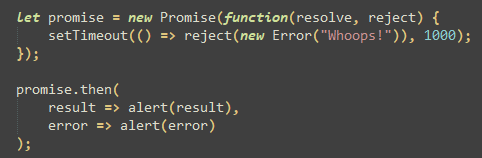 let promise = new Promise(function(resolve, reject) {
    setTimeout(() => reject(new Error("Whoops!")), 1000);
});

promise.then(
    result => alert(result),
    error => alert(error)
);